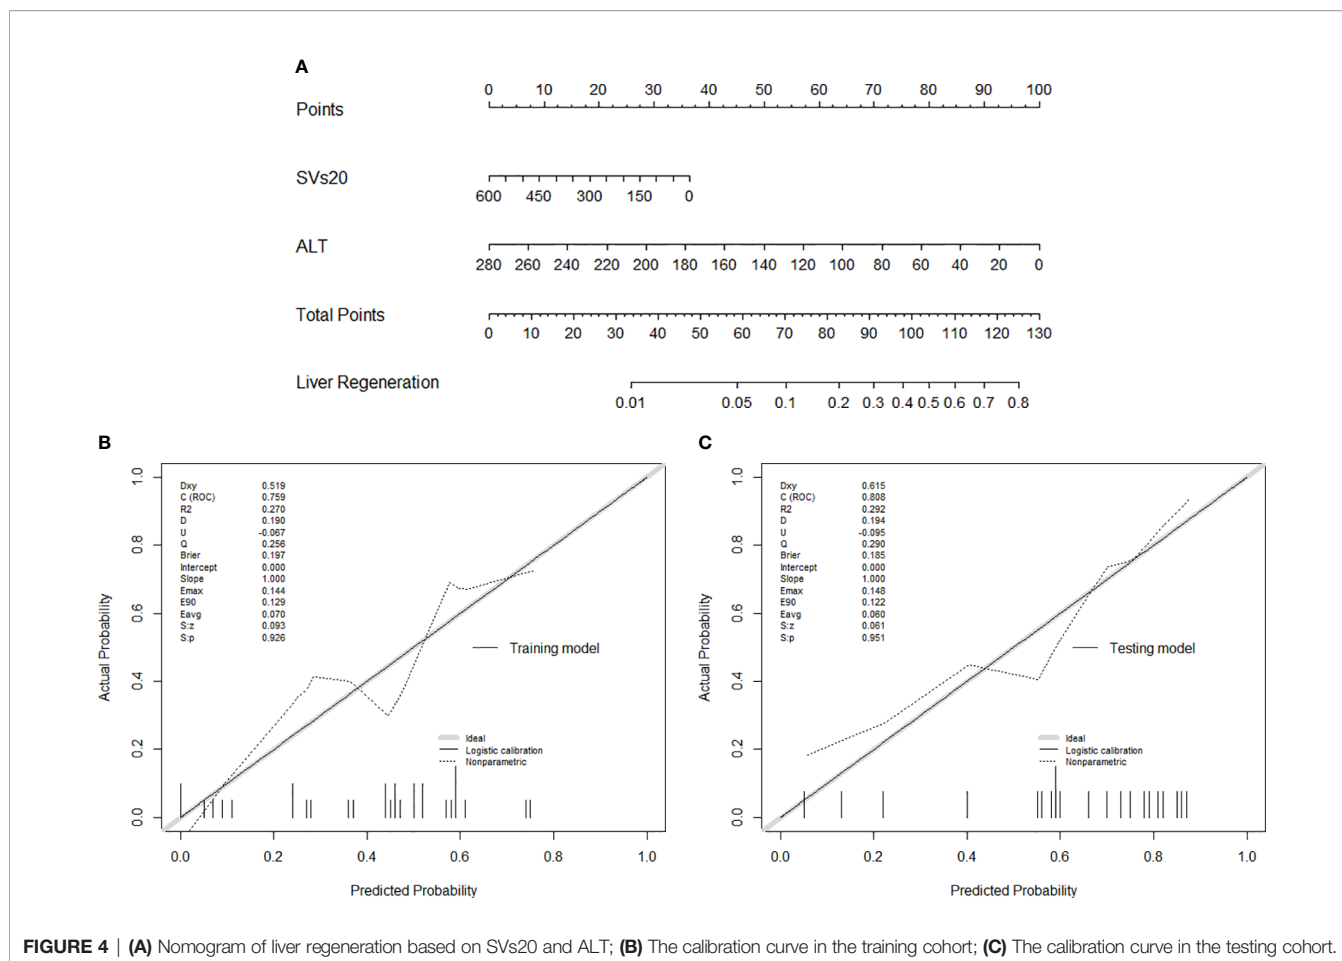 A
Points
0 10 20 30 40 50 60 70 80 90 100
SVs20
600 450 300 150 0
ALT
280 260 240 220 200 180 160 140 120 100 80 60 40 20 0
Total Points
0 10 20 30 40 50 60 70 80 90 100 110 120 130
Liver Regeneration
0.01 0.05 0.1 0.2 0.3 0.4 0.5 0.6 0.7 0.8
B
Actual Probability
0.0 0.2 0.4 0.6 0.8 1.0
Dxy 0.519
C (ROC) 0.759
R2 0.270
D 0.190
U -0.067
Q 0.256
Brier 0.197
Intercept 0.000
Slope 1.000
Emax 0.144
E90 0.129
Eavg 0.070
S:z 0.093
S:p 0.926
Training model
Ideal
Logistic calibration
Nonparametric
0.0 0.2 0.4 0.6 0.8 1.0
Predicted Probability
C
Actual Probability
0.0 0.2 0.4 0.6 0.8 1.0
Dxy 0.615
C (ROC) 0.808
R2 0.292
D 0.194
U -0.095
Q 0.290
Brier 0.185
Intercept 0.000
Slope 1.000
Emax 0.148
E90 0.122
Eavg 0.060
S:z 0.061
S:p 0.951
Testing model
Ideal
Logistic calibration
Nonparametric
0.0 0.2 0.4 0.6 0.8 1.0
Predicted Probability
FIGURE 4 | (A) Nomogram of liver regeneration based on SVs20 and ALT; (B) The calibration curve in the training cohort; (C) The calibration curve in the testing cohort.